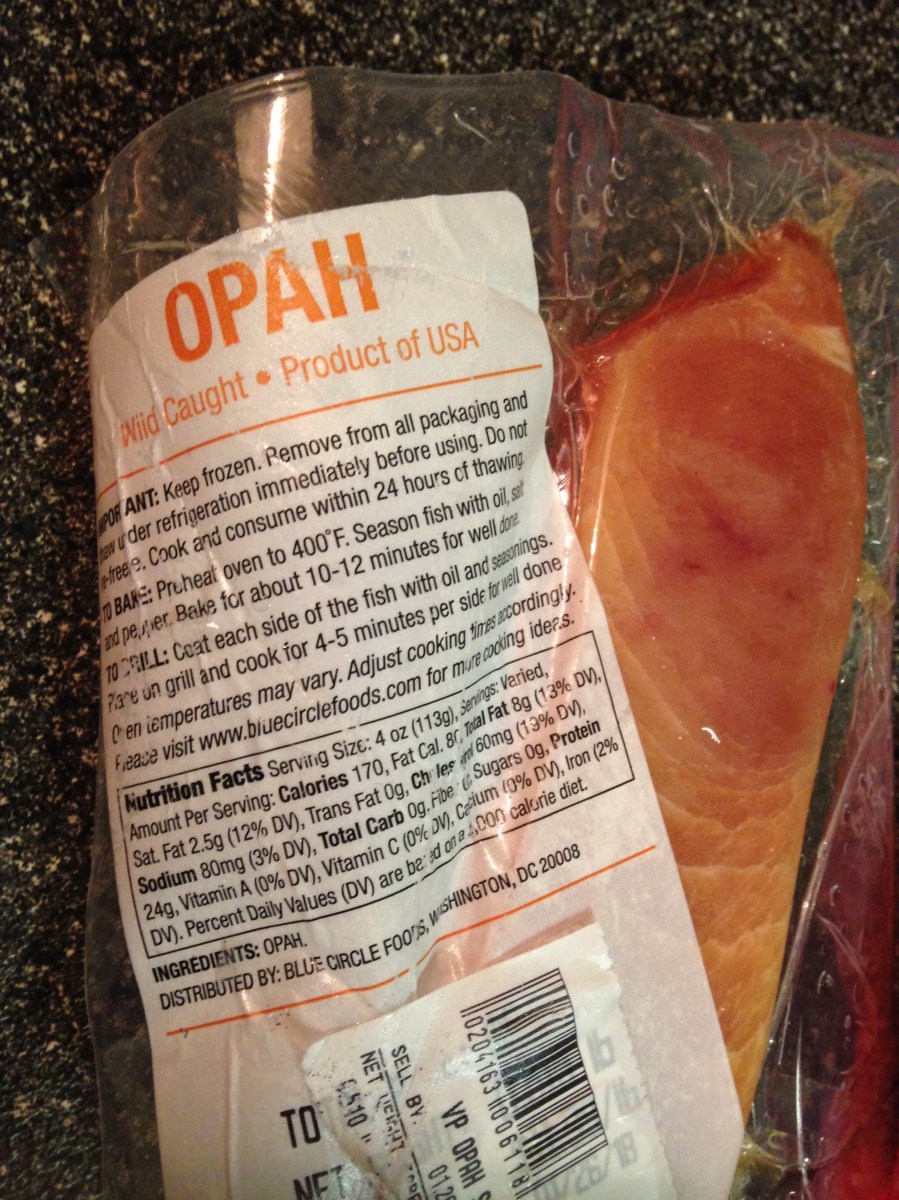 OPAH
Wild Caught • Product of USA
IMPORTANT: Keep frozen. Remove from all packaging and
thaw under refrigeration immediately before using. Do not
re-freeze. Cook and consume within 24 hours of thawing.
TO BAKE: Preheat oven to 400°F. Season fish with oil, salt
and pepper. Bake for about 10-12 minutes for well done.
TO GRILL: Coat each side of the fish with oil and seasonings.
Place on grill and cook for 4-5 minutes per side for well done
Oven temperatures may vary. Adjust cooking times accordingly.
Please visit www.bluecirclefoods.com for more cooking ideas.
Nutrition Facts Serving Size: 4 oz (113g), Servings: Varied,
Amount Per Serving: Calories 170, Fat Cal. 80, Total Fat 8g (13% DV),
Sat. Fat 2.5g (12% DV), Trans Fat 0g, Cholesterol 60mg (19% DV),
Sodium 80mg (3% DV), Total Carb 0g, Fiber 0g, Sugars 0g, Protein
24g, Vitamin A (0% DV), Vitamin C (0% DV), Calcium (0% DV), Iron (2%
DV). Percent Daily Values (DV) are based on a 2,000 calorie diet.
INGREDIENTS: OPAH.
DISTRIBUTED BY: BLUE CIRCLE FOODS, WASHINGTON, DC 20008
VP OPAH
SELL BY: 01.26
NET WEIGHT
TO
NET